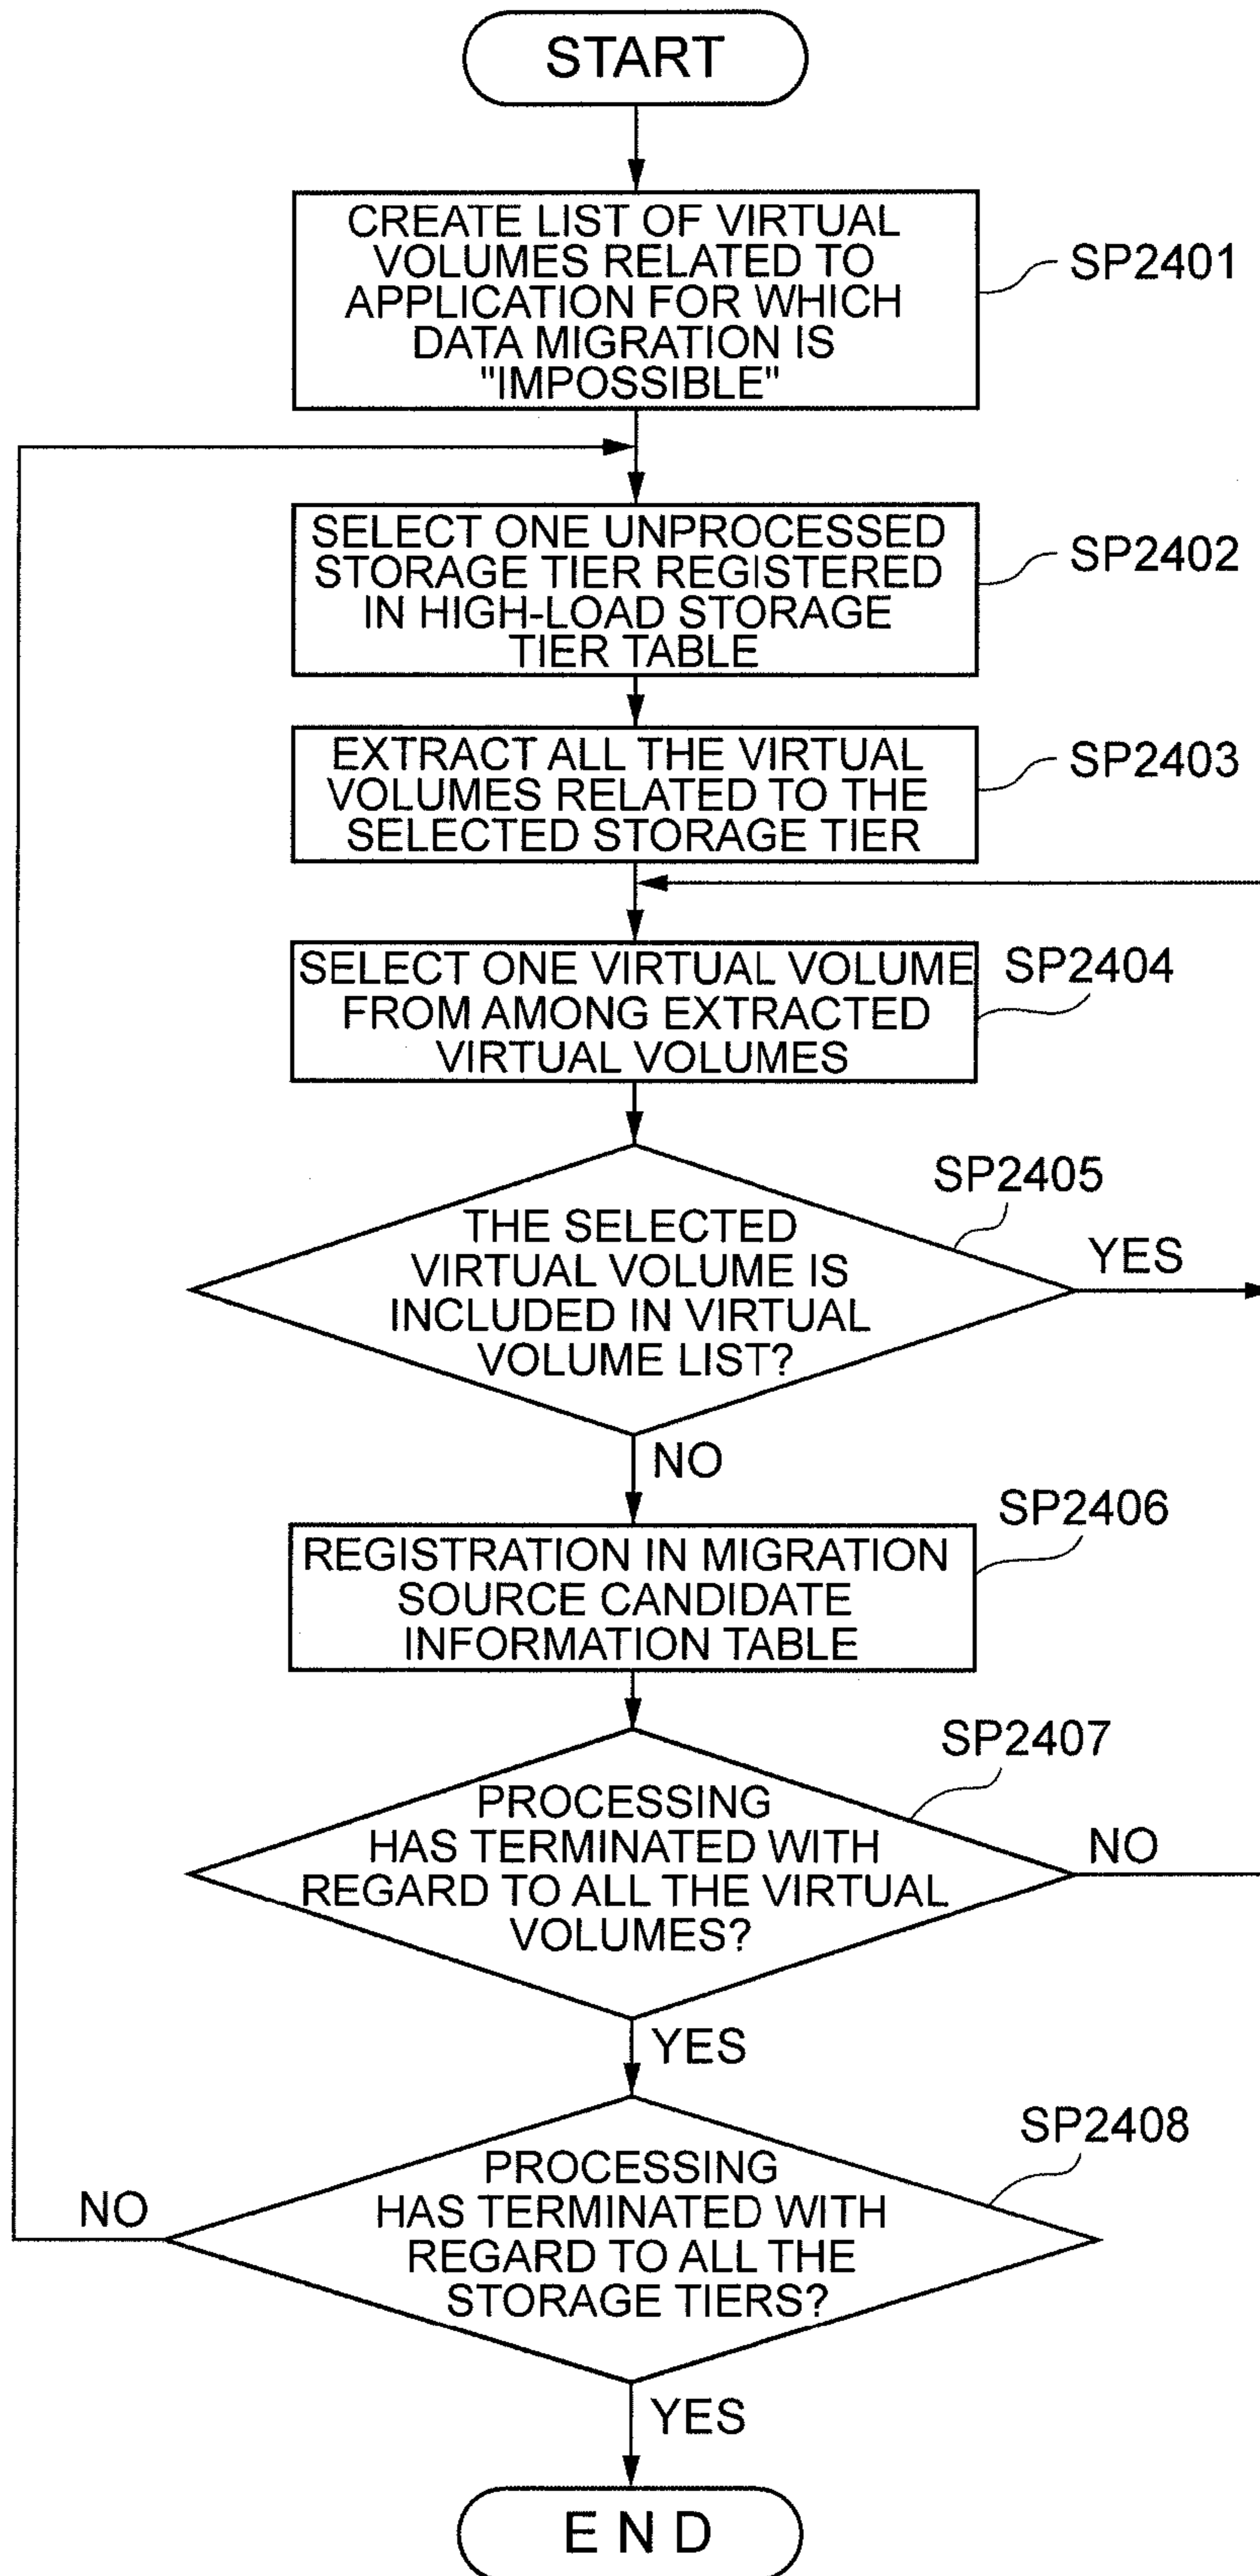 START
CREATE LIST OF VIRTUAL
VOLUMES RELATED TO
APPLICATION FOR WHICH
DATA MIGRATION IS
"IMPOSSIBLE"
SP2401
SELECT ONE UNPROCESSED
STORAGE TIER REGISTERED
IN HIGH-LOAD STORAGE
TIER TABLE
SP2402
EXTRACT ALL THE VIRTUAL
VOLUMES RELATED TO THE
SELECTED STORAGE TIER
SP2403
SELECT ONE VIRTUAL VOLUME
FROM AMONG EXTRACTED
VIRTUAL VOLUMES
SP2404
SP2405
THE SELECTED
VIRTUAL VOLUME IS
INCLUDED IN VIRTUAL
VOLUME LIST?
YES
NO
SP2406
REGISTRATION IN MIGRATION
SOURCE CANDIDATE
INFORMATION TABLE
SP2407
PROCESSING
HAS TERMINATED WITH
REGARD TO ALL THE VIRTUAL
VOLUMES?
NO
YES
SP2408
PROCESSING
HAS TERMINATED WITH
REGARD TO ALL THE
STORAGE TIERS?
NO
YES
END